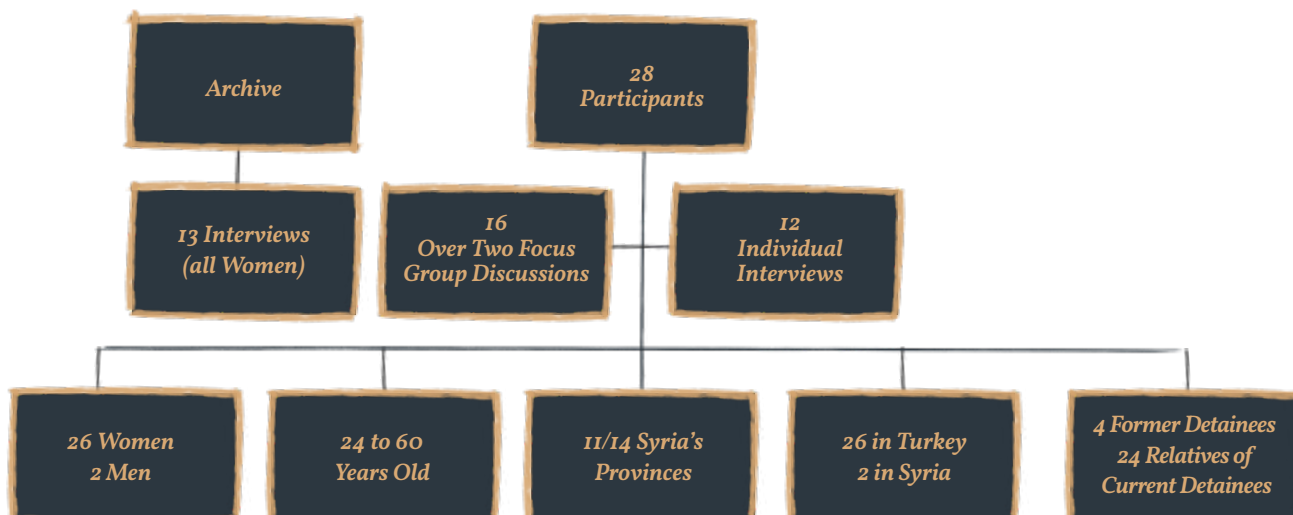 Archive
28
Participants
13 Interviews
(all Women)
16
Over Two Focus
Group Discussions
12
Individual
Interviews
26 Women
2 Men
24 to 60
Years Old
11/14 Syria's
Provinces
26 in Turkey
2 in Syria
4 Former Detainees
24 Relatives of
Current Detainees